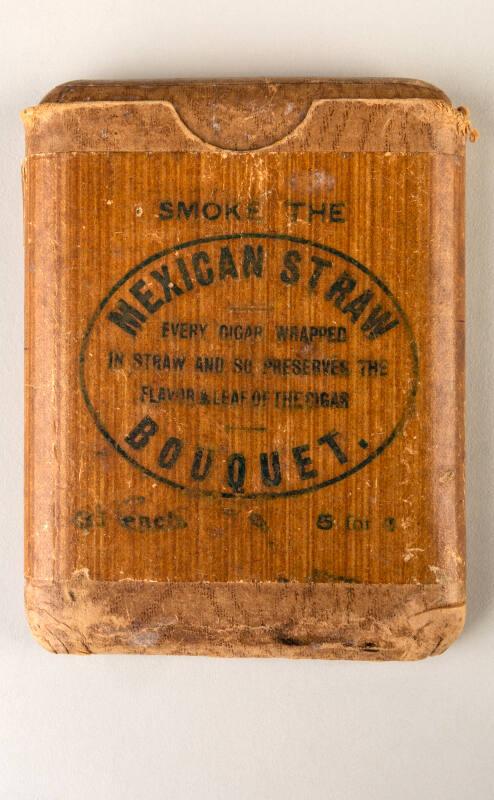 SMOKE THE
MEXICAN STRAW
EVERY CIGAR WRAPPED
IN STRAW AND SO PRESERVES THE
FLAVOR & LEAF OF THE CIGAR
BOUQUET.
each 5 for